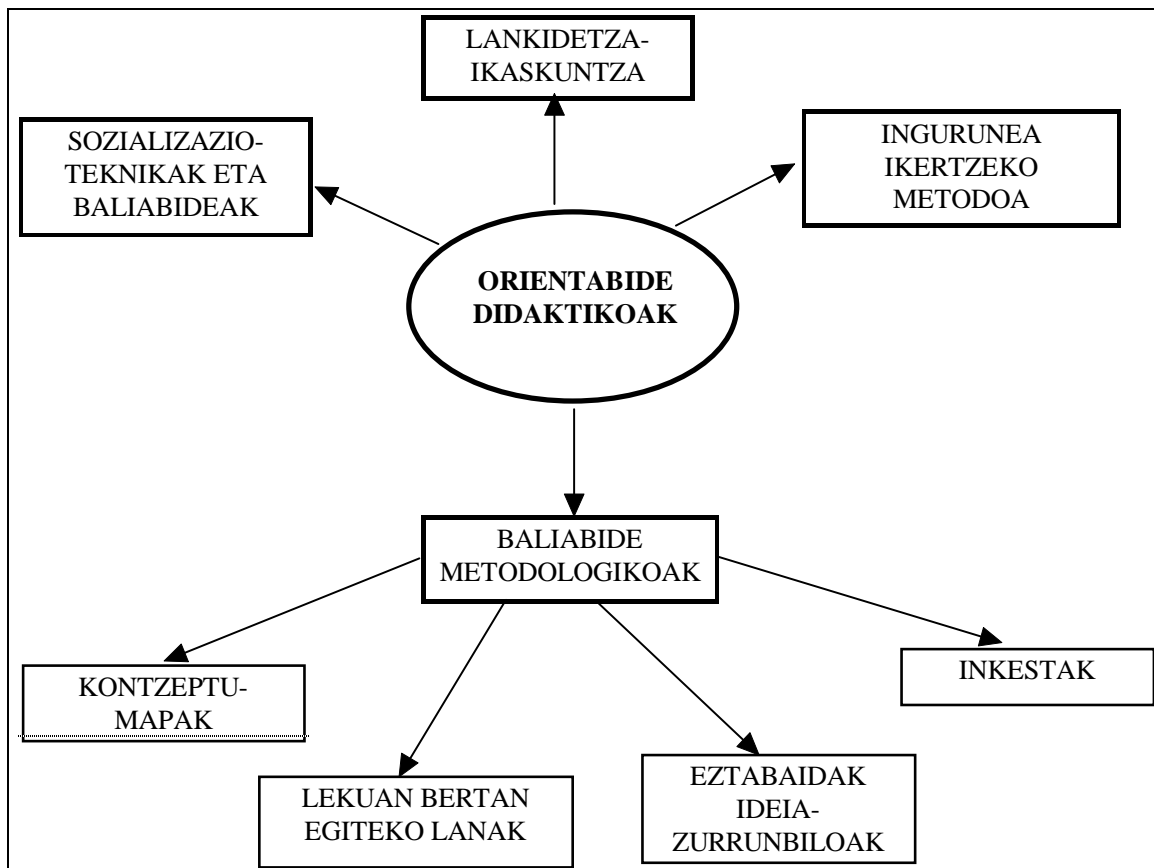 LANKIDETZA-
IKASKUNTZA
SOZIALIZAZIO-
TEKNIKAK ETA
BALIABIDEAK
INGURUNEA
IKERTZEKO
METODOA
ORIENTABIDE
DIDAKTIKOAK
BALIABIDE
METODOLOGIKOAK
KONTZEPTU-
MAPAK
INKESTAK
LEKUAN BERTAN
EGITEKO LANAK
EZTABAIDAK
IDEIA-
ZURRUNBILOAK